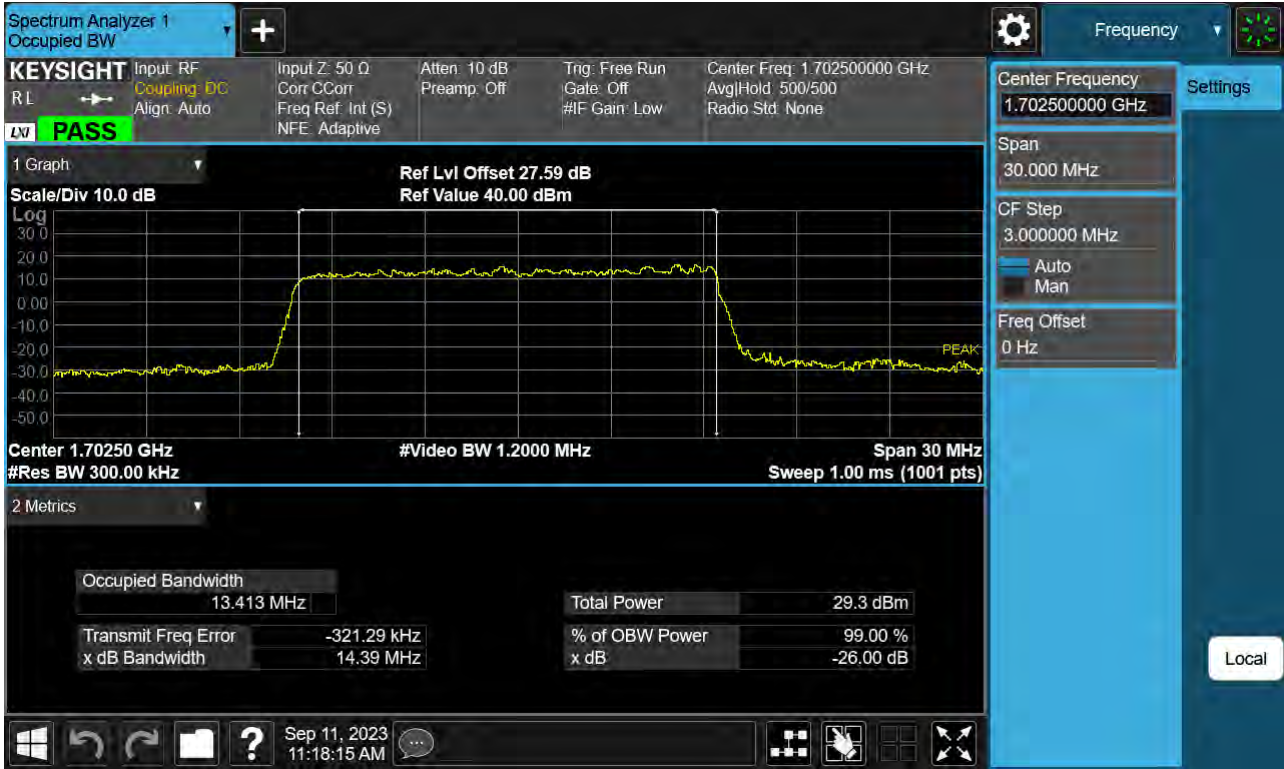 Spectrum Analyzer 1
Occupied BW
+
Frequency
KEYSIGHT
RL
LXI
PASS
Input: RF
Coupling: DC
Align: Auto
Input Z: 50 Ω
Corr CCorr
Freq Ref: Int (S)
NFE: Adaptive
Atten: 10 dB
Preamp: Off
Trig: Free Run
Gate: Off
#IF Gain: Low
Center Freq: 1.702500000 GHz
Avg|Hold: 500/500
Radio Std: None
1 Graph
Scale/Div 10.0 dB
Ref Lvl Offset 27.59 dB
Ref Value 40.00 dBm
Log
30.0
20.0
10.0
0.00
-10.0
-20.0
-30.0
-40.0
-50.0
PEAK
Center 1.70250 GHz
#Res BW 300.00 kHz
#Video BW 1.2000 MHz
Span 30 MHz
Sweep 1.00 ms (1001 pts)
2 Metrics
Occupied Bandwidth
13.413 MHz
Transmit Freq Error -321.29 kHz
x dB Bandwidth 14.39 MHz
Total Power 29.3 dBm
% of OBW Power 99.00 %
x dB -26.00 dB
Center Frequency
1.702500000 GHz
Span
30.000 MHz
CF Step
3.000000 MHz
Auto
Man
Freq Offset
0 Hz
Settings
Local
?
Sep 11, 2023
11:18:15 AM